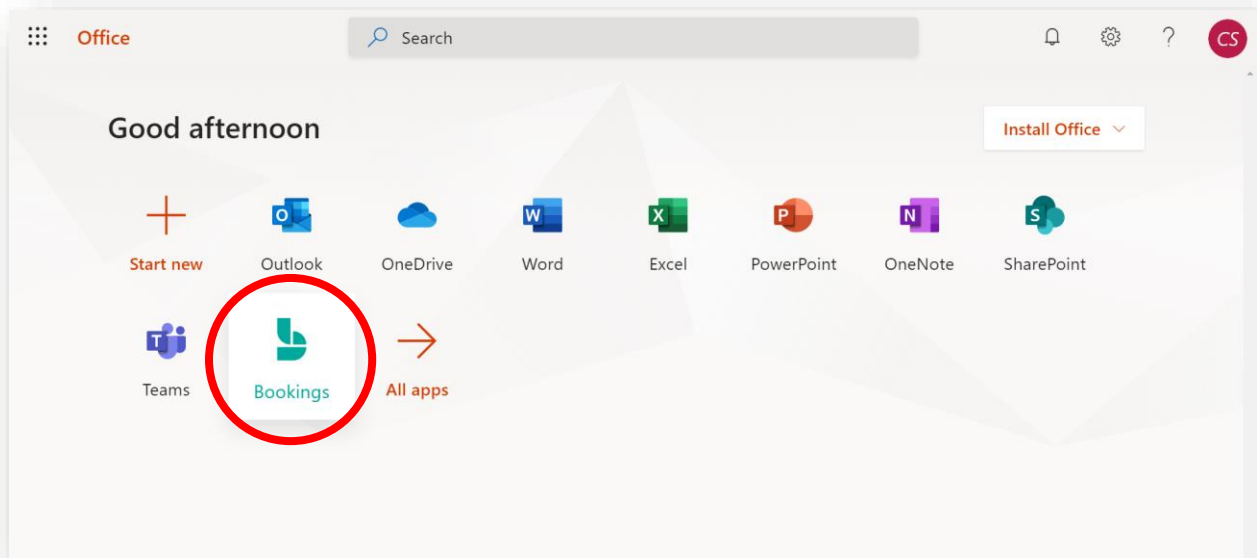 Office
Search
?
CS
Good afternoon
Install Office
Start new
Outlook
OneDrive
Word
Excel
PowerPoint
OneNote
SharePoint
Teams
Bookings
All apps